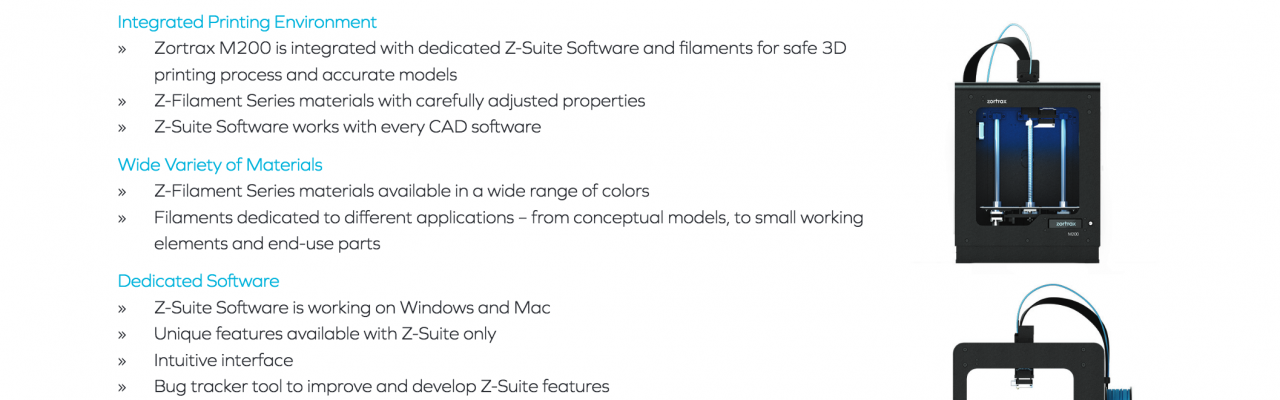 Integrated Printing Environment
» Zortrax M200 is integrated with dedicated Z-Suite Software and filaments for safe 3D
printing process and accurate models
» Z-Filament Series materials with carefully adjusted properties
» Z-Suite Software works with every CAD software
Wide Variety of Materials
» Z-Filament Series materials available in a wide range of colors
» Filaments dedicated to different applications – from conceptual models, to small working
elements and end-use parts
Dedicated Software
» Z-Suite Software is working on Windows and Mac
» Unique features available with Z-Suite only
» Intuitive interface
» Bug tracker tool to improve and develop Z-Suite features
zortrax
zortrax
M200